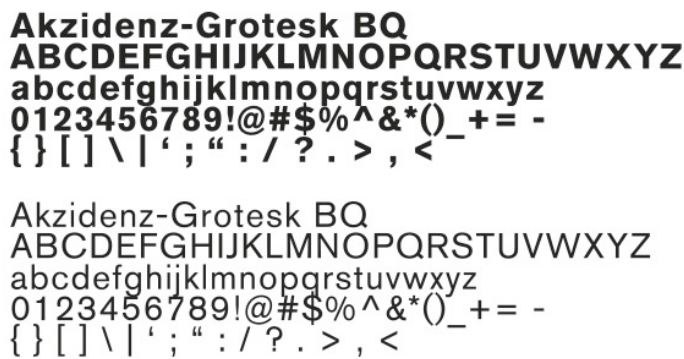 Akzidenz-Grotesk BQ
ABCDEFGHIJKLMNOPQRSTUVWXYZ
abcdefghijklmnopqrstuvwxyz
0123456789!@#$%^&*()_+= -
{ } [ ] \ | ‘ ; “ : / ? . > , <
Akzidenz-Grotesk BQ
ABCDEFGHIJKLMNOPQRSTUVWXYZ
abcdefghijklmnopqrstuvwxyz
0123456789!@#$%^&*()_+= -
{ } [ ] \ | ‘ ; “ : / ? . > , <